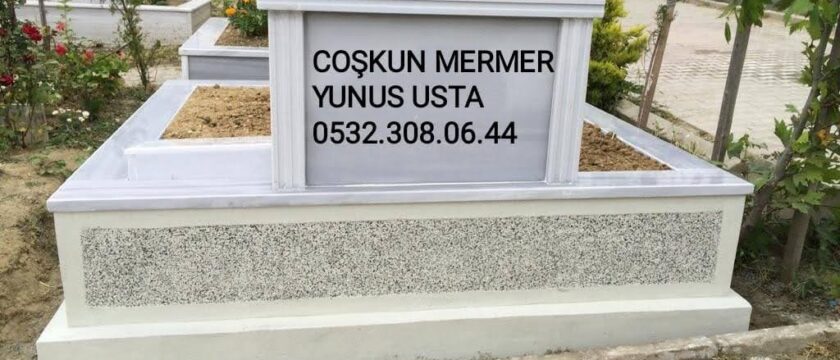 COŞKUN MERMER
YUNUS USTA
0532.308.06.44